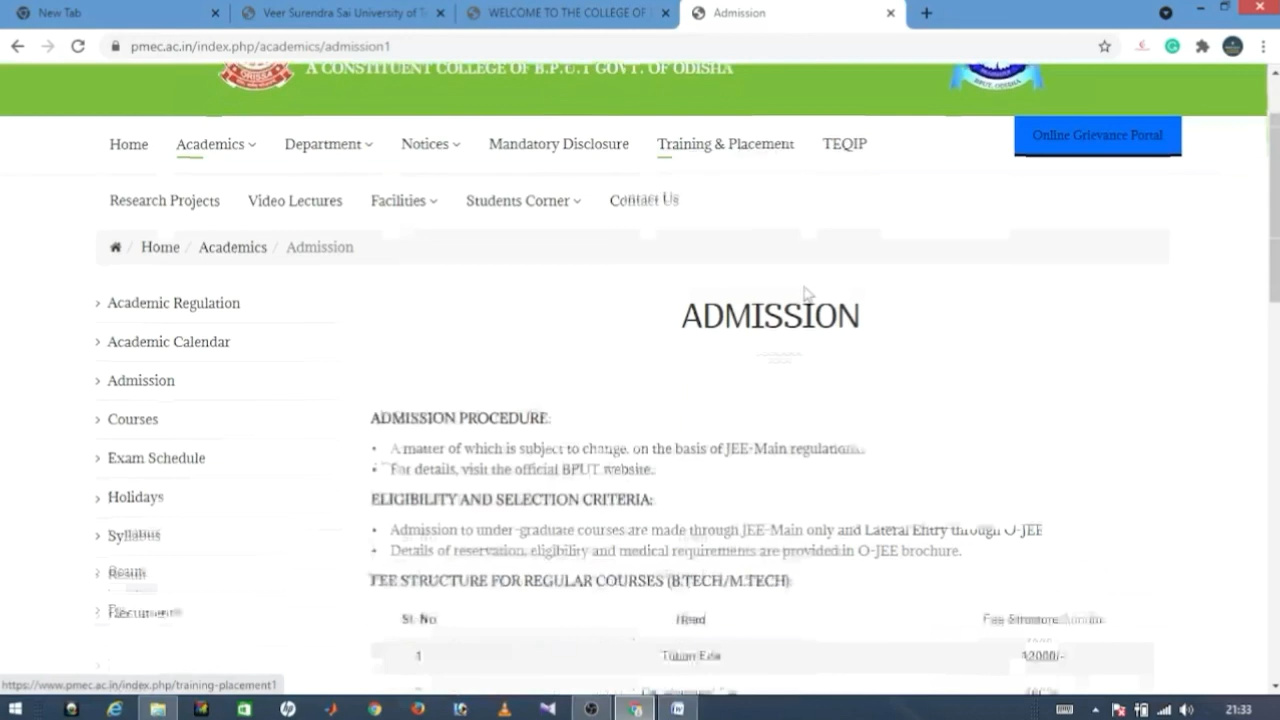 New Tab
Veer Surendra Sai University of T
WELCOME TO THE COLLEGE OF
Admission
pmec.ac.in/index.php/academics/admission1
ORISSA
A CONSTITUENT COLLEGE OF B.P.U.T GOVT. OF ODISHA
BPUT, ODISHA
Home
Academics
Department
Notices
Mandatory Disclosure
Training & Placement
TEQIP
Online Grievance Portal
Research Projects
Video Lectures
Facilities
Students Corner
Contact Us
/ Home / Academics / Admission
Academic Regulation
Academic Calendar
Admission
Courses
Exam Schedule
Holidays
Syllabus
Result
ADMISSION
ADMISSION PROCEDURE:
• A matter of which is subject to change, on the basis of JEE-Main regulations.
• For details, visit the official BPUT website.
ELIGIBILITY AND SELECTION CRITERIA:
• Admission to under-graduate courses are made through JEE-Main only and Lateral Entry through O-JEE
• Details of reservation, eligibility and medical requirements are provided in O-JEE brochure.
FEE STRUCTURE FOR REGULAR COURSES (B.TECH/M.TECH)
Sl. No
Head
Fee Structure
1
12000/-
https://www.pmec.ac.in/index.php/training-placement1
21:33